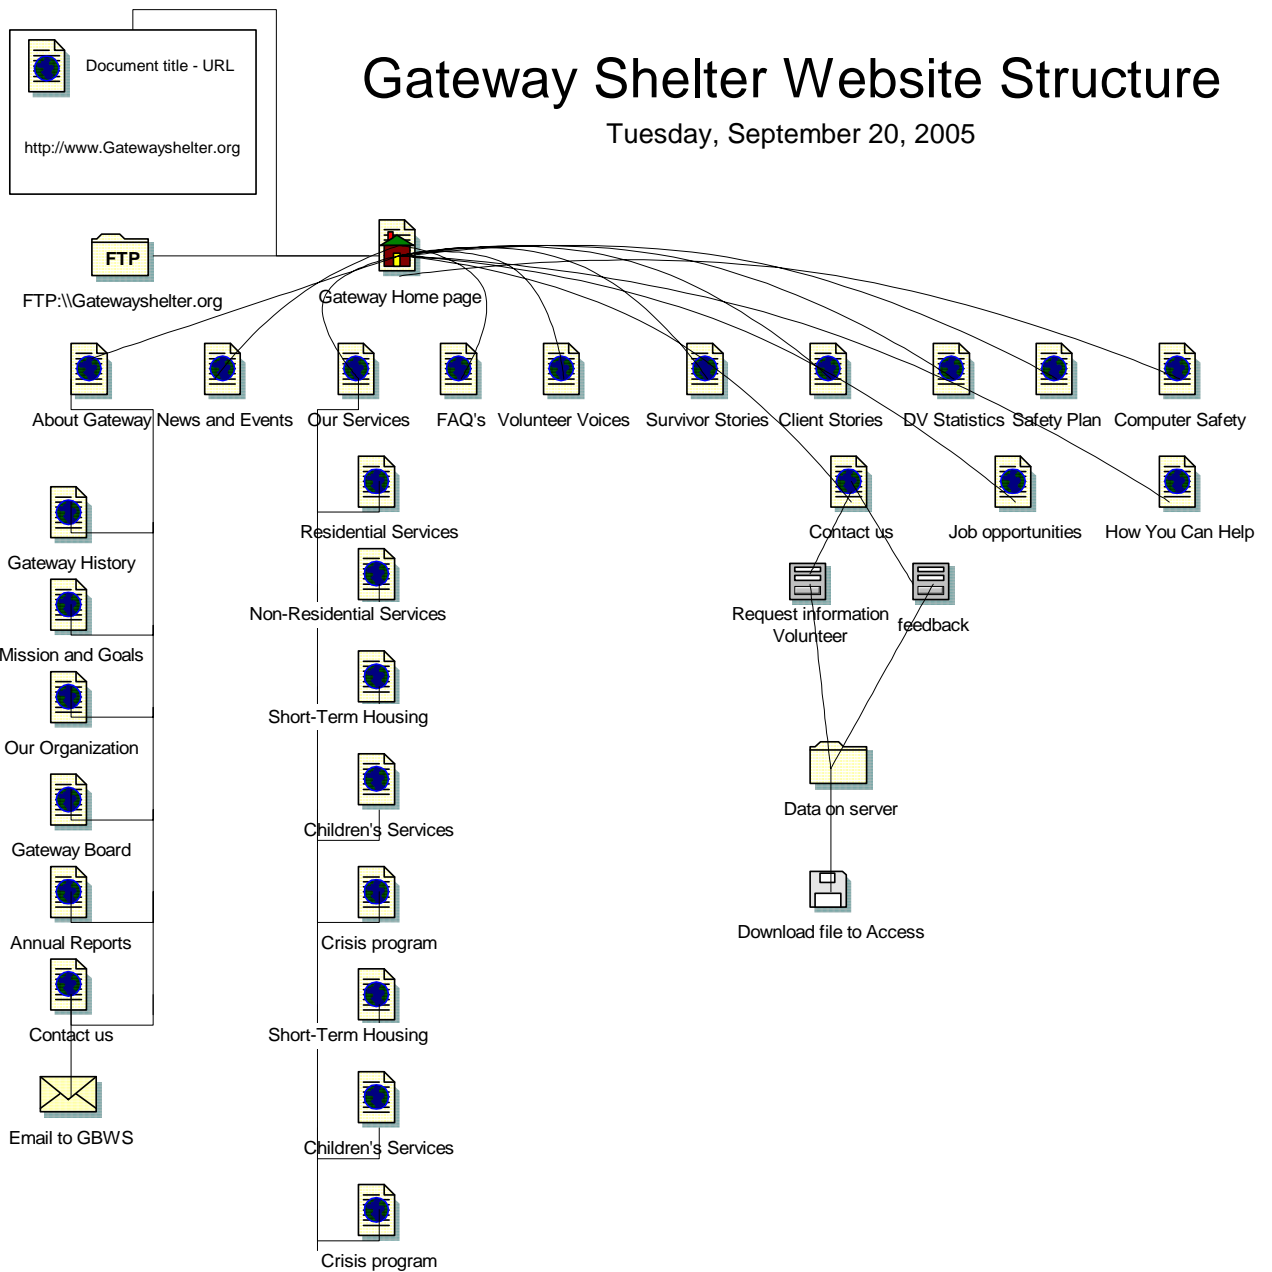 Document title - URL
http://www.Gatewayshelter.org
Gateway Shelter Website Structure
Tuesday, September 20, 2005
FTP
FTP:\\Gatewayshelter.org
Gateway Home page
About Gateway
News and Events
Our Services
FAQ's
Volunteer Voices
Survivor Stories
Client Stories
DV Statistics
Safety Plan
Computer Safety
Contact us
Job opportunities
How You Can Help
Request information
Volunteer
feedback
Data on server
Download file to Access
Gateway History
Mission and Goals
Our Organization
Gateway Board
Annual Reports
Contact us
Email to GBWS
Residential Services
Non-Residential Services
Short-Term Housing
Children's Services
Crisis program
Short-Term Housing
Children's Services
Crisis program